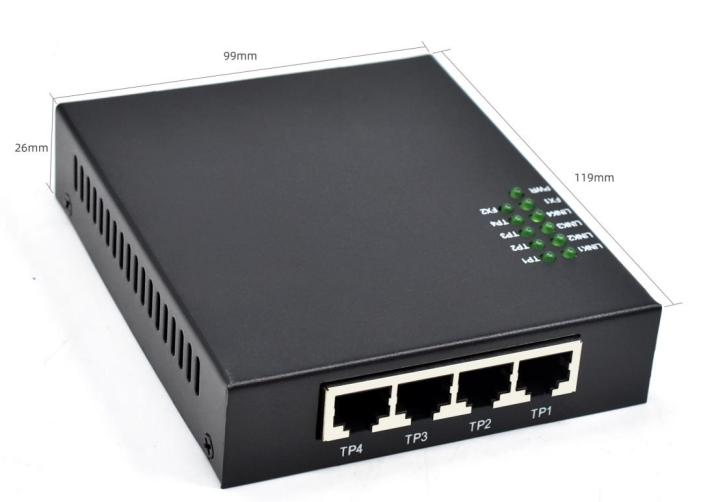 99mm
26mm
119mm
PWR
FX1
FX2
LINK4
TP4
LINK3
TP3
LINK2
TP2
LINK1
TP1
TP4
TP3
TP2
TP1